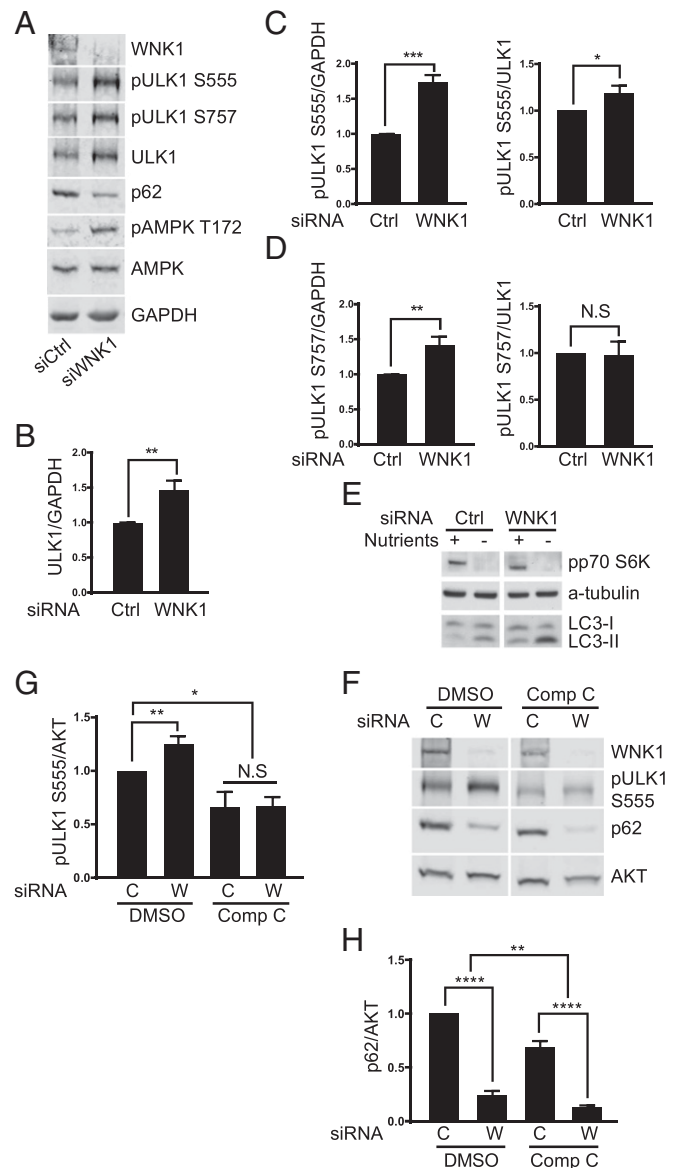 A
WNK1
pULK1 S555
pULK1 S757
ULK1
p62
pAMPK T172
AMPK
GAPDH
siCtrl siWNK1
B
ULK1/GAPDH
2.0
1.5
1.0
0.5
0.0
**
siRNA Ctrl WNK1
C
pULK1 S555/GAPDH
2.0
1.5
1.0
0.5
0.0
***
siRNA Ctrl WNK1
pULK1 S555/ULK1
1.5
1.0
0.5
0.0
*
Ctrl WNK1
D
pULK1 S757/GAPDH
2.0
1.5
1.0
0.5
0.0
**
siRNA Ctrl WNK1
pULK1 S757/ULK1
1.5
1.0
0.5
0.0
N.S
Ctrl WNK1
E
siRNA Ctrl WNK1
Nutrients + - + -
pp70 S6K
a-tubulin
LC3-I
LC3-II
G
pULK1 S555/AKT
1.5
1.0
0.5
0.0
*
**
N.S
siRNA C W C W
DMSO Comp C
F
DMSO Comp C
siRNA C W C W
WNK1
pULK1
S555
p62
AKT
H
p62/AKT
1.5
1.0
0.5
0.0
**
****
****
siRNA C W C W
DMSO Comp C